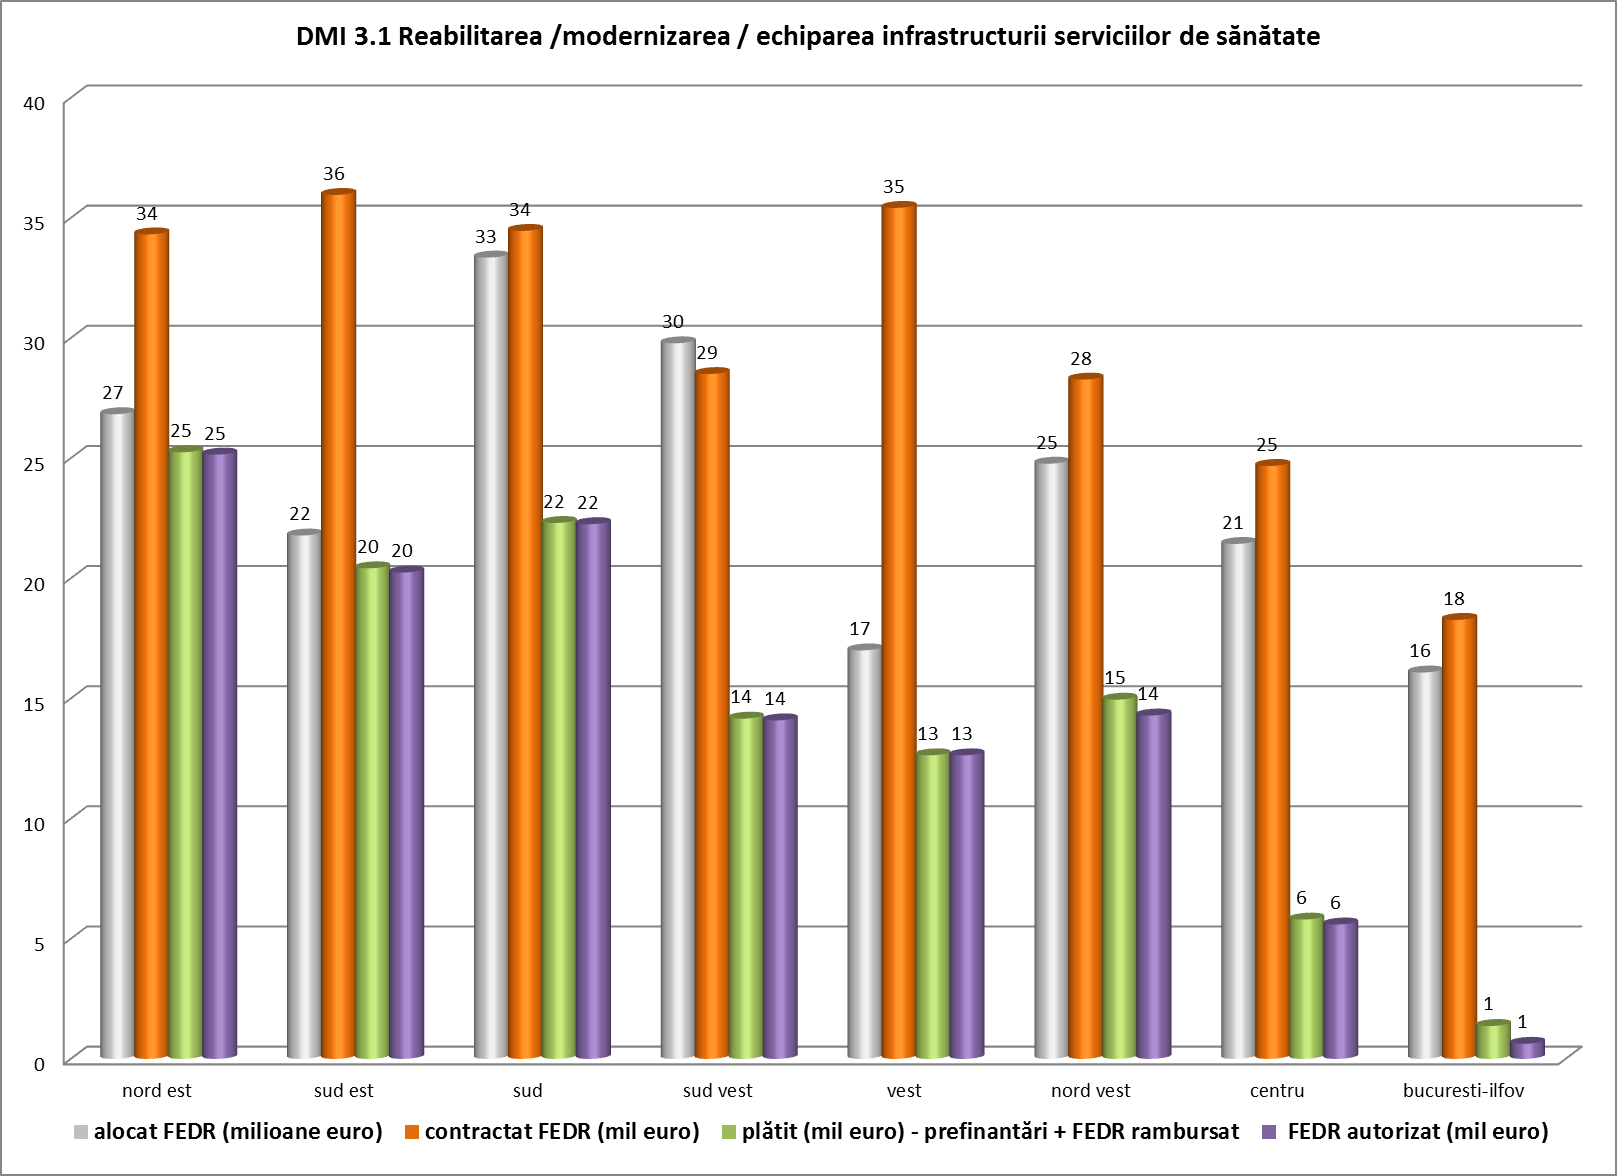 DMI 3.1 Reabilitarea /modernizarea / echiparea infrastructurii serviciilor de sănătate
40
35
30
25
20
15
10
5
0
27 34 25 25
22 36 20 20
33 34 22 22
30 29 14 14
17 35 13 13
25 28 15 14
21 25 6 6
16 18 1 1
nord est sud est sud sud vest vest nord vest centru bucuresti-ilfov
alocat FEDR (milioane euro) contractat FEDR (mil euro) plătit (mil euro) - prefinantări + FEDR rambursat FEDR autorizat (mil euro)